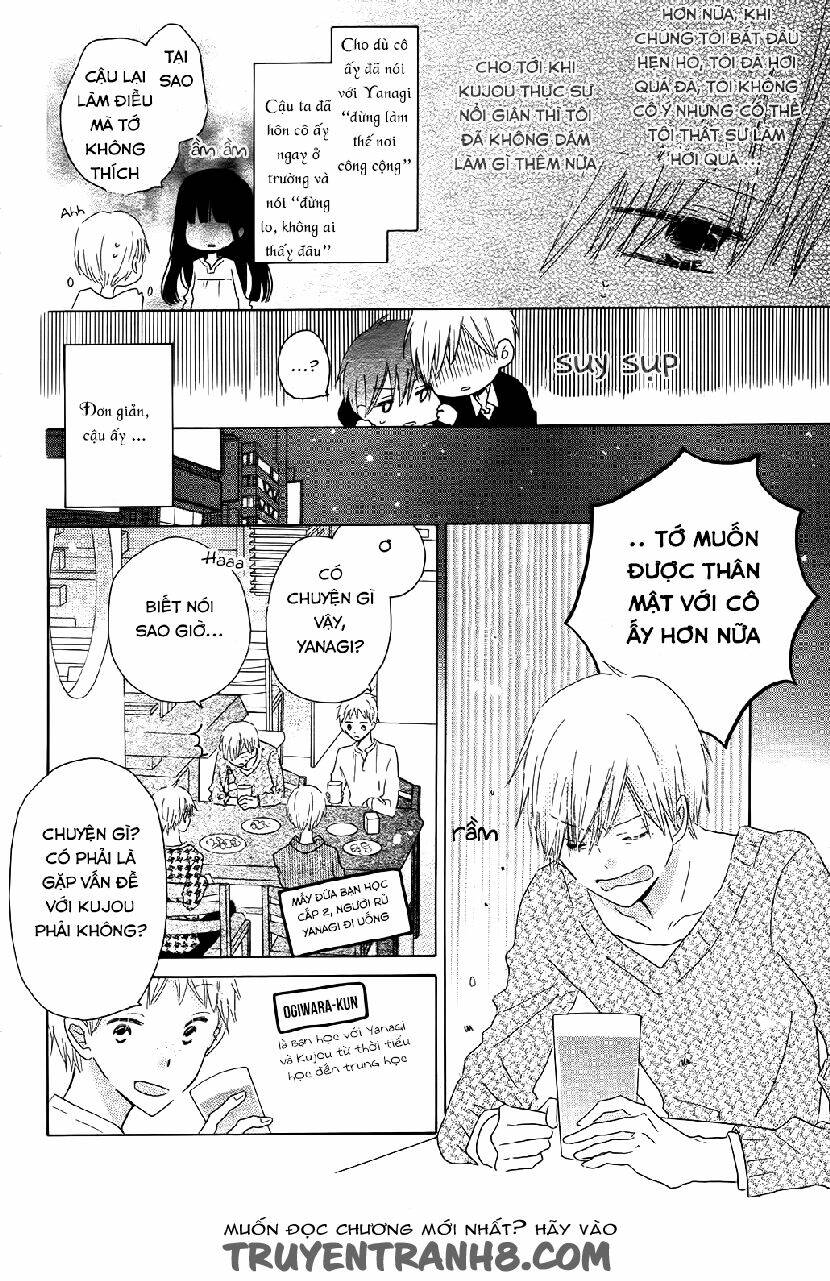 HƠN NỮA, KHI
CHÚNG TÔI BẮT ĐẦU
HẸN HÒ, TÔI ĐÃ HƠI
QUÁ ĐÀ, TÔI KHÔNG
CỐ Ý NHƯNG CÓ THỂ
TÔI THẬT SỰ LÀM
HƠI QUÁ ...
CHO TỚI KHI
KUJOU THỰC SỰ
NỔI GIẬN THÌ TÔI
ĐÃ KHÔNG DÁM
LÀM GÌ THÊM NỮA
Cho dù cô
ấy đã nói
với Yanagi
"đừng làm
thế nơi
công cộng"
Cậu ta đã
hôn cô ấy
ngay ở
trường và
nói "đừng
lo, không ai
thấy đâu"
TẠI
SAO
CẬU LẠI
LÀM ĐIỀU
MÀ TỚ
KHÔNG
THÍCH
ầm ầm
Ahh
...?
suy sụp
Đơn giản,
cậu ấy ...
.. TỚ MUỐN
ĐƯỢC THÂN
MẬT VỚI CÔ
ẤY HƠN NỮA
rầm
Ơ
CÓ
CHUYỆN GÌ
VẬY,
YANAGI?
Haaa
BIẾT NÓI
SAO GIỜ...
CHUYỆN GÌ?
CÓ PHẢI LÀ
GẶP VẤN ĐỀ
VỚI KUJOU
PHẢI KHÔNG?
MẤY ĐỨA BẠN HỌC
CẤP 2, NGƯỜI RỦ
YANAGI ĐI UỐNG
OGIWARA-KUN
là bạn học với Yanagi
và Kujou từ thời tiểu
học đến trung học
MUỐN ĐỌC CHƯƠNG MỚI NHẤT? HÃY VÀO
TRUYENTRANH8.COM